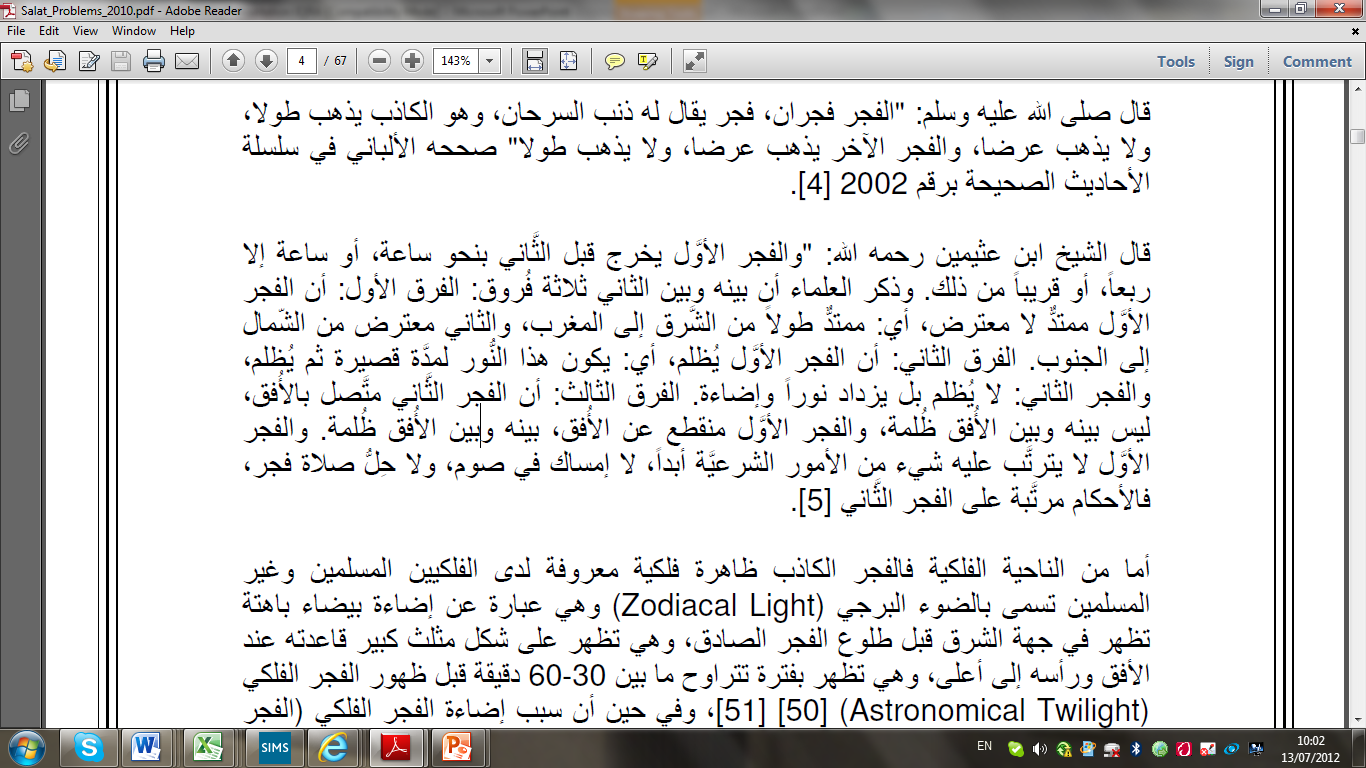 Salat_Problems_2010.pdf - Adobe Reader
File Edit View Window Help
4 / 67 143% Tools Sign Comment
قال صلى الله عليه وسلم: "الفجر فجران، فجر يقال له ذنب السرحان، وهو الكاذب يذهب طولا،
ولا يذهب عرضا، والفجر الآخر يذهب عرضا، ولا يذهب طولا" صححه الألباني في سلسلة
الأحاديث الصحيحة برقم 2002 [4].
قال الشيخ ابن عثيمين رحمه الله: "والفجر الأوَّل يخرج قبل الثَّاني بنحو ساعة، أو ساعة إلا
ربعاً، أو قريباً من ذلك. وذكر العلماء أن بينه وبين الثاني ثلاثة فُروق: الفرق الأول: أن الفجر
الأوَّل ممتدٌّ لا معترض، أي: ممتدٌّ طولاً من الشَّرق إلى المغرب، والثاني معترض من الشّمال
إلى الجنوب. الفرق الثاني: أن الفجر الأوَّل يُظلم، أي: يكون هذا النُّور لمدَّة قصيرة ثم يُظلم،
والفجر الثاني: لا يُظلم بل يزداد نوراً وإضاءة. الفرق الثالث: أن الفجر الثَّاني متَّصل بالأُفق،
ليس بينه وبين الأُفق ظُلمة، والفجر الأوَّل منقطع عن الأُفق، بينه وبين الأُفق ظُلمة. والفجر
الأوَّل لا يترتَّب عليه شيء من الأمور الشرعيَّة أبداً، لا إمساك في صوم، ولا حِلُّ صلاة فجر،
فالأحكام مرتَّبة على الفجر الثَّاني [5].
أما من الناحية الفلكية فالفجر الكاذب ظاهرة فلكية معروفة لدى الفلكيين المسلمين وغير
المسلمين تسمى بالضوء البرجي (Zodiacal Light) وهي عبارة عن إضاءة بيضاء باهتة
تظهر في جهة الشرق قبل طلوع الفجر الصادق، وهي تظهر على شكل مثلث كبير قاعدته عند
الأفق ورأسه إلى أعلى، وهي تظهر بفترة تتراوح ما بين 30-60 دقيقة قبل ظهور الفجر الفلكي
(Astronomical Twilight) [50] [51]، وفي حين أن سبب إضاءة الفجر الفلكي (الفجر
SIMS EN 10:02
13/07/2012